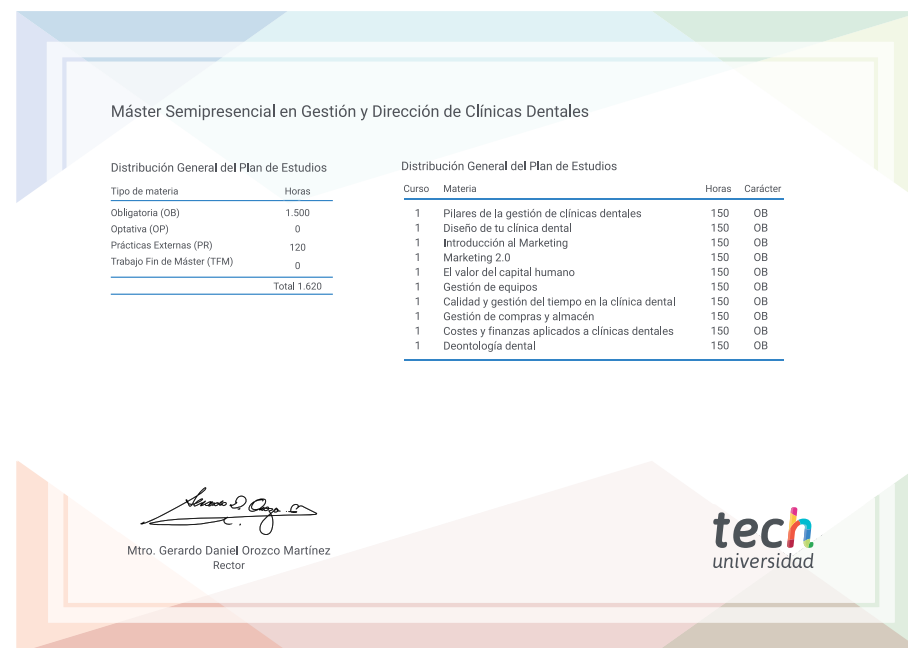 Máster Semipresencial en Gestión y Dirección de Clínicas Dentales
Distribución General del Plan de Estudios
Tipo de materia Horas
Obligatoria (OB) 1.500
Optativa (OP) 0
Prácticas Externas (PR) 120
Trabajo Fin de Máster (TFM) 0
Total 1.620
Distribución General del Plan de Estudios
Curso Materia Horas Carácter
1 Pilares de la gestión de clínicas dentales 150 OB
1 Diseño de tu clínica dental 150 OB
1 Introducción al Marketing 150 OB
1 Marketing 2.0 150 OB
1 El valor del capital humano 150 OB
1 Gestión de equipos 150 OB
1 Calidad y gestión del tiempo en la clínica dental 150 OB
1 Gestión de compras y almacén 150 OB
1 Costes y finanzas aplicados a clínicas dentales 150 OB
1 Deontología dental 150 OB
Mtro. Gerardo Daniel Orozco Martínez
Rector
tech
universidad